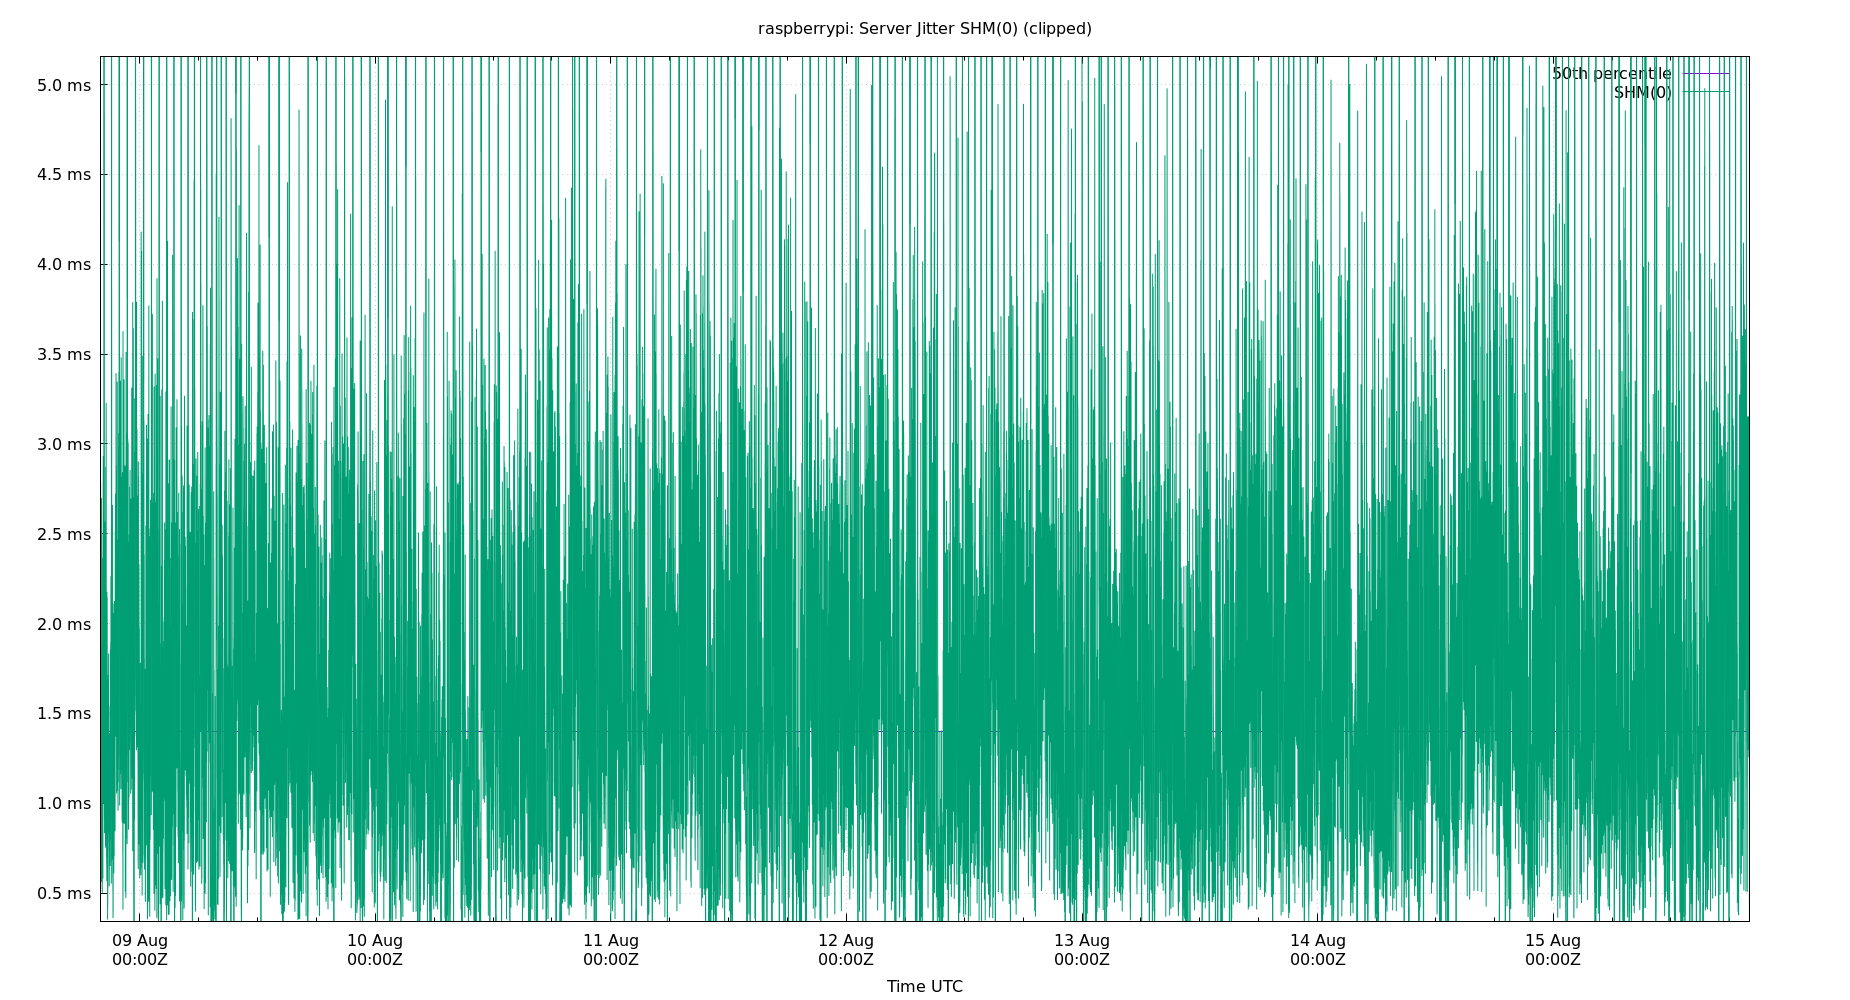 raspberrypi: Server Jitter SHM(0) (clipped)
50th percentile
SHM(0)
5.0 ms
4.5 ms
4.0 ms
3.5 ms
3.0 ms
2.5 ms
2.0 ms
1.5 ms
1.0 ms
0.5 ms
09 Aug 10 Aug 11 Aug 12 Aug 13 Aug 14 Aug 15 Aug
00:00Z 00:00Z 00:00Z 00:00Z 00:00Z 00:00Z 00:00Z
Time UTC